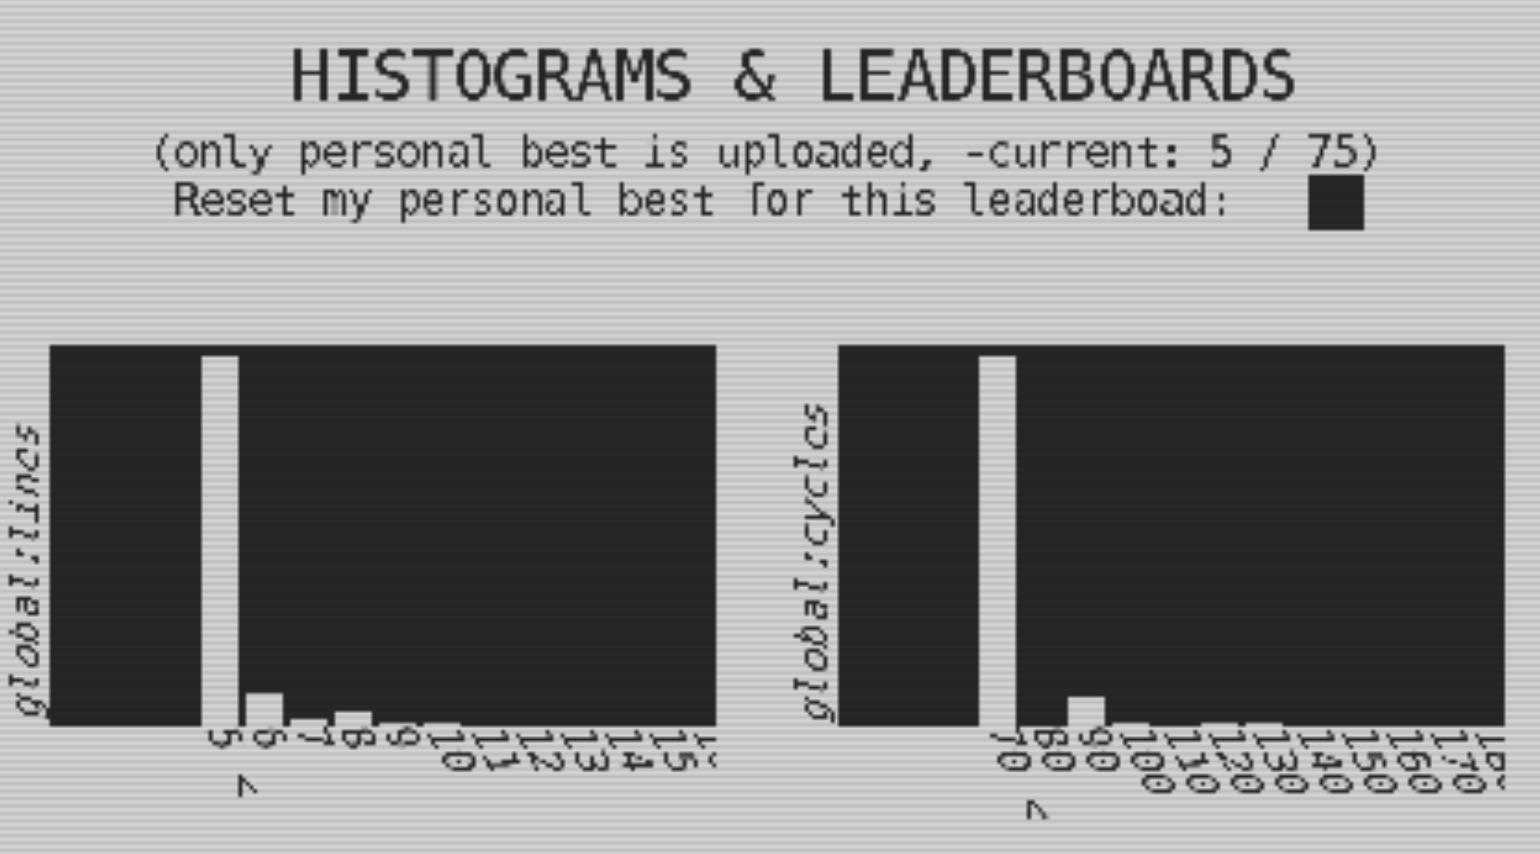 HISTOGRAMS & LEADERBOARDS
(only personal best is uploaded, -current: 5 / 75)
Reset my personal best for this leaderboad:
global:lines
5 6 7 8 9 10 11 12 13 14 15
^
global:cycles
70 80 90 100 110 120 130 140 150 160 170
^